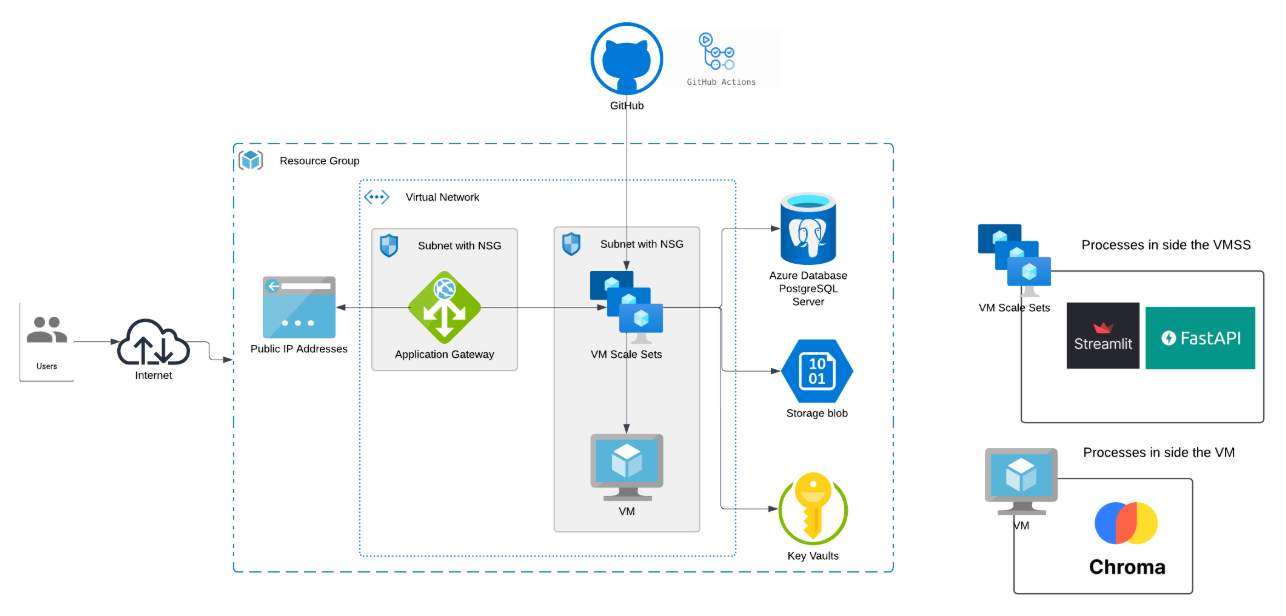 GitHub Actions
GitHub
Resource Group
Virtual Network
Subnet with NSG
Subnet with NSG
Azure Database
PostgreSQL
Server
Processes in side the VMSS
VM Scale Sets
Streamlit
FastAPI
Public IP Addresses
Application Gateway
VM Scale Sets
Users
Internet
10
01
Storage blob
Processes in side the VM
VM
VM
Key Vaults
Chroma